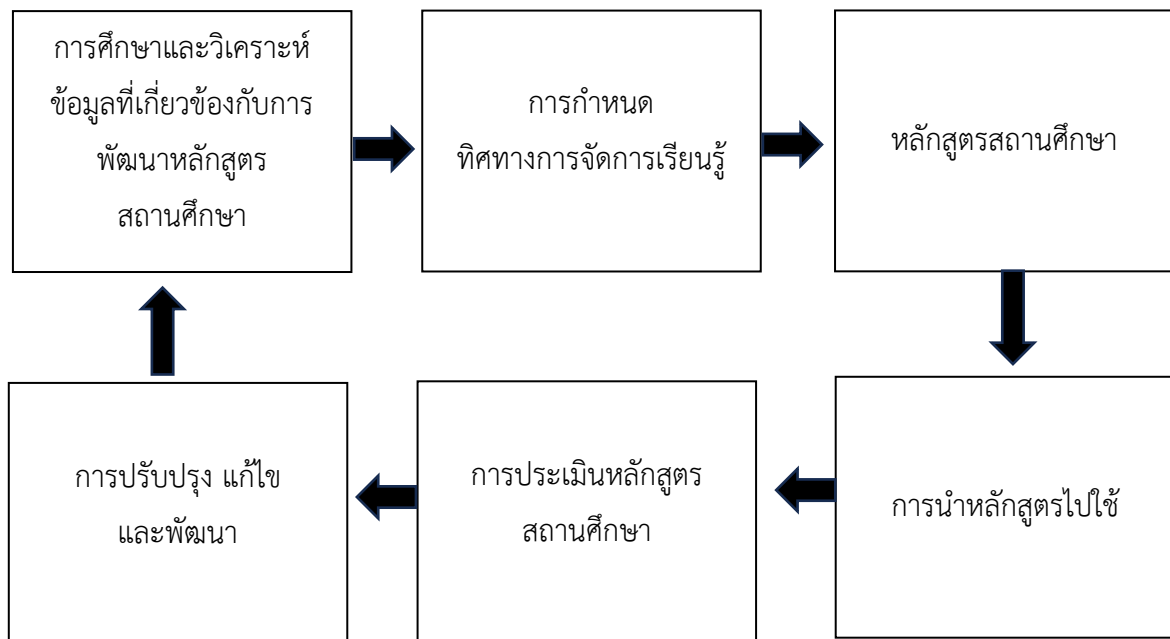 การศึกษาและวิเคราะห์
ข้อมูลที่เกี่ยวข้องกับการ
พัฒนาหลักสูตร
สถานศึกษา
การกำหนด
ทิศทางการจัดการเรียนรู้
หลักสูตรสถานศึกษา
การนำหลักสูตรไปใช้
การประเมินหลักสูตร
สถานศึกษา
การปรับปรุง แก้ไข
และพัฒนา